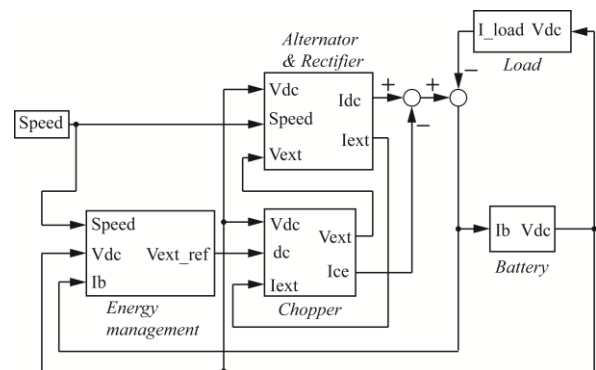 Alternator
& Rectifier
I_load Vdc
Load
Vdc
Idc
Speed
Speed
Iext
Vext
Speed
Vdc
Vext_ref
Ib
Energy
management
Vdc
Vext
dc
Ice
Iext
Chopper
Ib Vdc
Battery
+
+
−
−